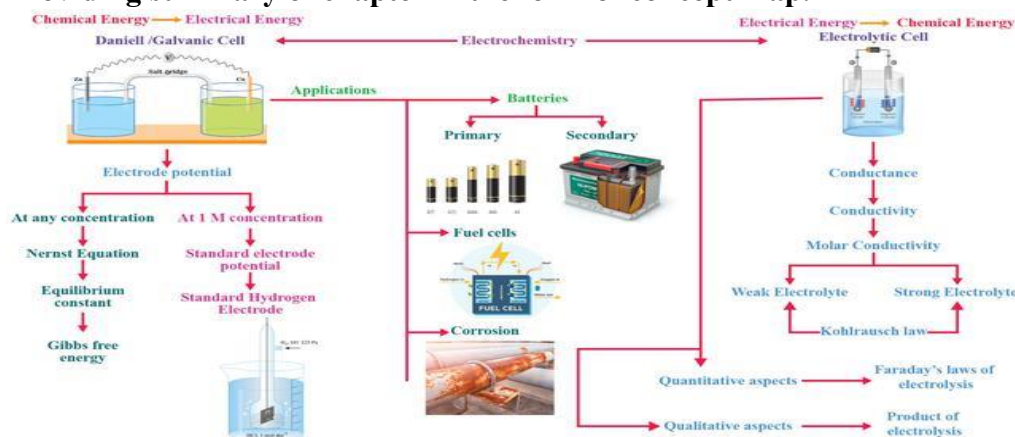 Chemical Energy
Electrical Energy
Daniell /Galvanic Cell
Electrochemistry
Electrical Energy
Chemical Energy
Electrolytic Cell
Zn
Salt bridge
Cu
V
Applications
Batteries
Primary
Secondary
Electrode potential
At any concentration
At 1 M concentration
Nernst Equation
Standard electrode
potential
Equilibrium
constant
Standard Hydrogen
Electrode
Gibbs free
energy
Fuel cells
FUEL CELL
Corrosion
Conductance
Conductivity
Molar Conductivity
Weak Electrolyte
Strong Electrolyte
Kohlrausch law
Quantitative aspects
Faraday's laws of
electrolysis
Qualitative aspects
Product of
electrolysis